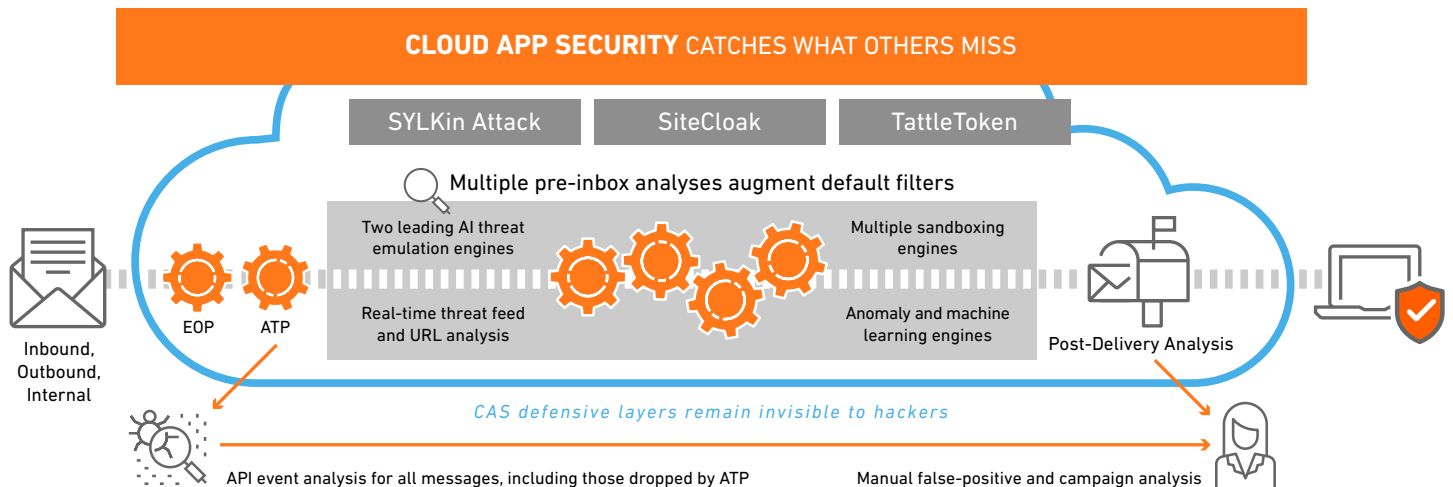 CLOUD APP SECURITY CATCHES WHAT OTHERS MISS
SYLKin Attack
SiteCloak
TattleToken
Multiple pre-inbox analyses augment default filters
Two leading AI threat
emulation engines
Multiple sandboxing
engines
Real-time threat feed
and URL analysis
Anomaly and machine
learning engines
EOP
ATP
Inbound,
Outbound,
Internal
Post-Delivery Analysis
CAS defensive layers remain invisible to hackers
API event analysis for all messages, including those dropped by ATP
Manual false-positive and campaign analysis